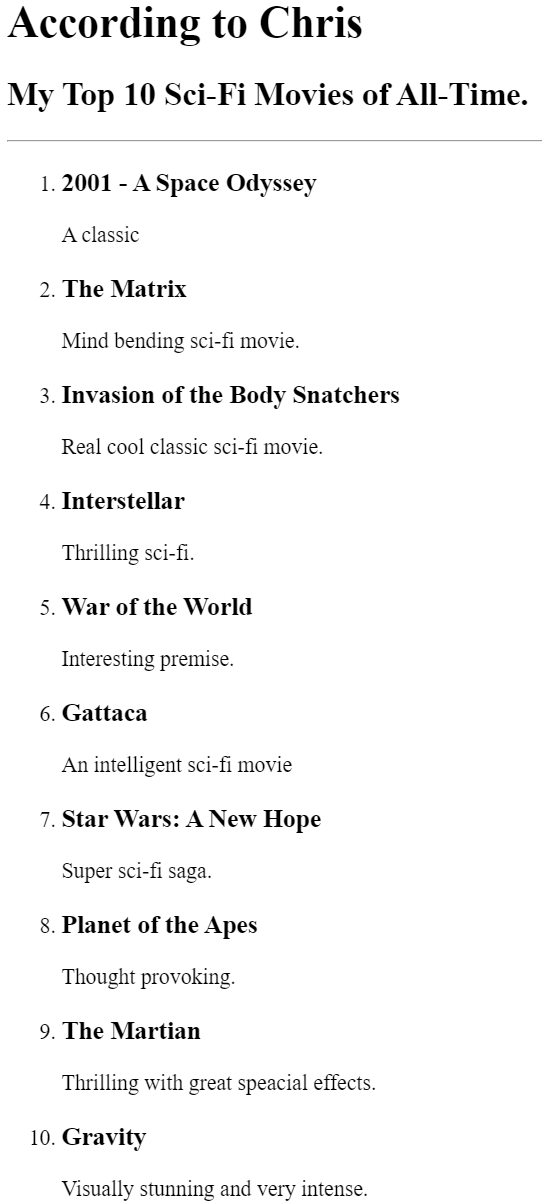 According to Chris
My Top 10 Sci-Fi Movies of All-Time.
1. 2001 - A Space Odyssey
A classic
2. The Matrix
Mind bending sci-fi movie.
3. Invasion of the Body Snatchers
Real cool classic sci-fi movie.
4. Interstellar
Thrilling sci-fi.
5. War of the World
Interesting premise.
6. Gattaca
An intelligent sci-fi movie
7. Star Wars: A New Hope
Super sci-fi saga.
8. Planet of the Apes
Thought provoking.
9. The Martian
Thrilling with great speacial effects.
10. Gravity
Visually stunning and very intense.